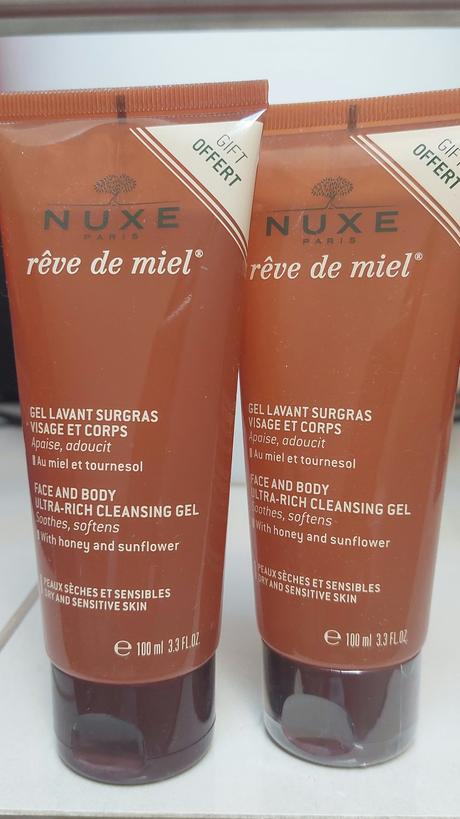 GIFT
OFFERT
NUXE
PARIS
rêve de miel®
GEL LAVANT SURGRAS
VISAGE ET CORPS
Apaise, adoucit
Au miel et tournesol
FACE AND BODY
ULTRA-RICH CLEANSING GEL
Soothes, softens
With honey and sunflower
PEAUX SÈCHES ET SENSIBLES
DRY AND SENSITIVE SKIN
℮ 100 ml 3.3 FL.OZ.
GIFT
OFFERT
NUXE
PARIS
rêve de miel®
GEL LAVANT SURGRAS
VISAGE ET CORPS
Apaise, adoucit
Au miel et tournesol
FACE AND BODY
ULTRA-RICH CLEANSING GEL
Soothes, softens
With honey and sunflower
PEAUX SÈCHES ET SENSIBLES
DRY AND SENSITIVE SKIN
℮ 100 ml 3.3 FL.OZ.